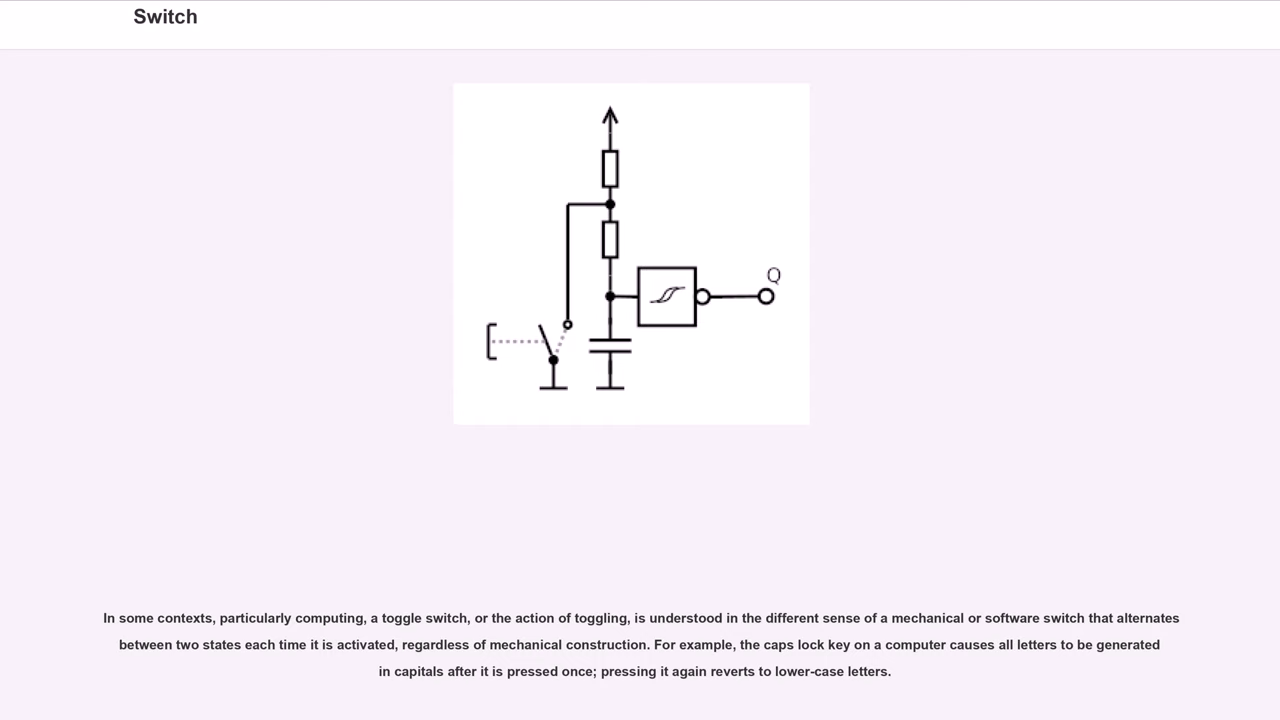 Switch
Q
In some contexts, particularly computing, a toggle switch, or the action of toggling, is understood in the different sense of a mechanical or software switch that alternates
between two states each time it is activated, regardless of mechanical construction. For example, the caps lock key on a computer causes all letters to be generated
in capitals after it is pressed once; pressing it again reverts to lower-case letters.